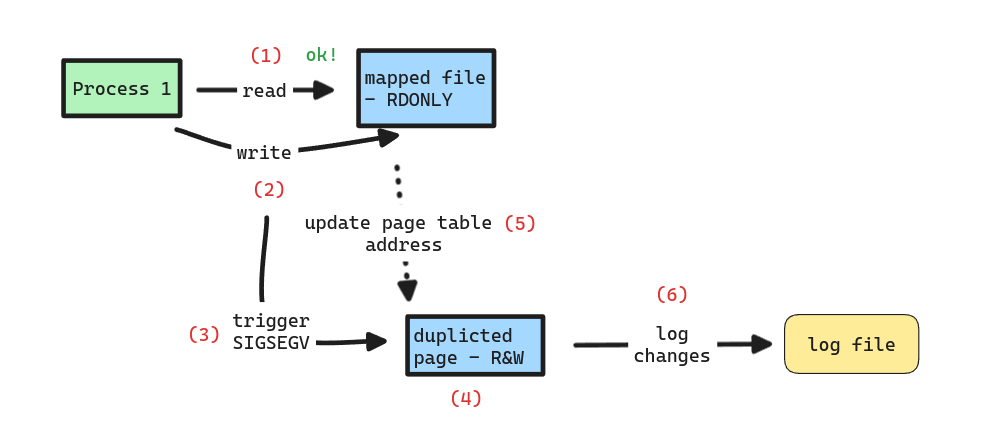 (1) ok!
Process 1
read
mapped file
- RDONLY
write
(2)
update page table (5)
address
(3) trigger
SIGSEGV
duplicted
page - R&W
(4)
(6)
log
changes
log file